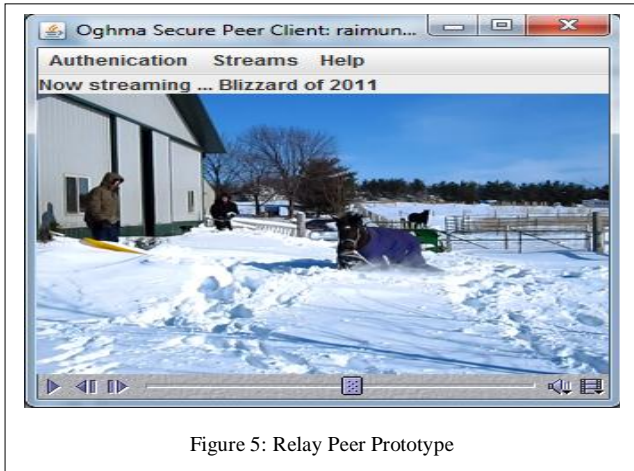 Oghma Secure Peer Client: raimun...
Authenication Streams Help
Now streaming ... Blizzard of 2011
Figure 5: Relay Peer Prototype